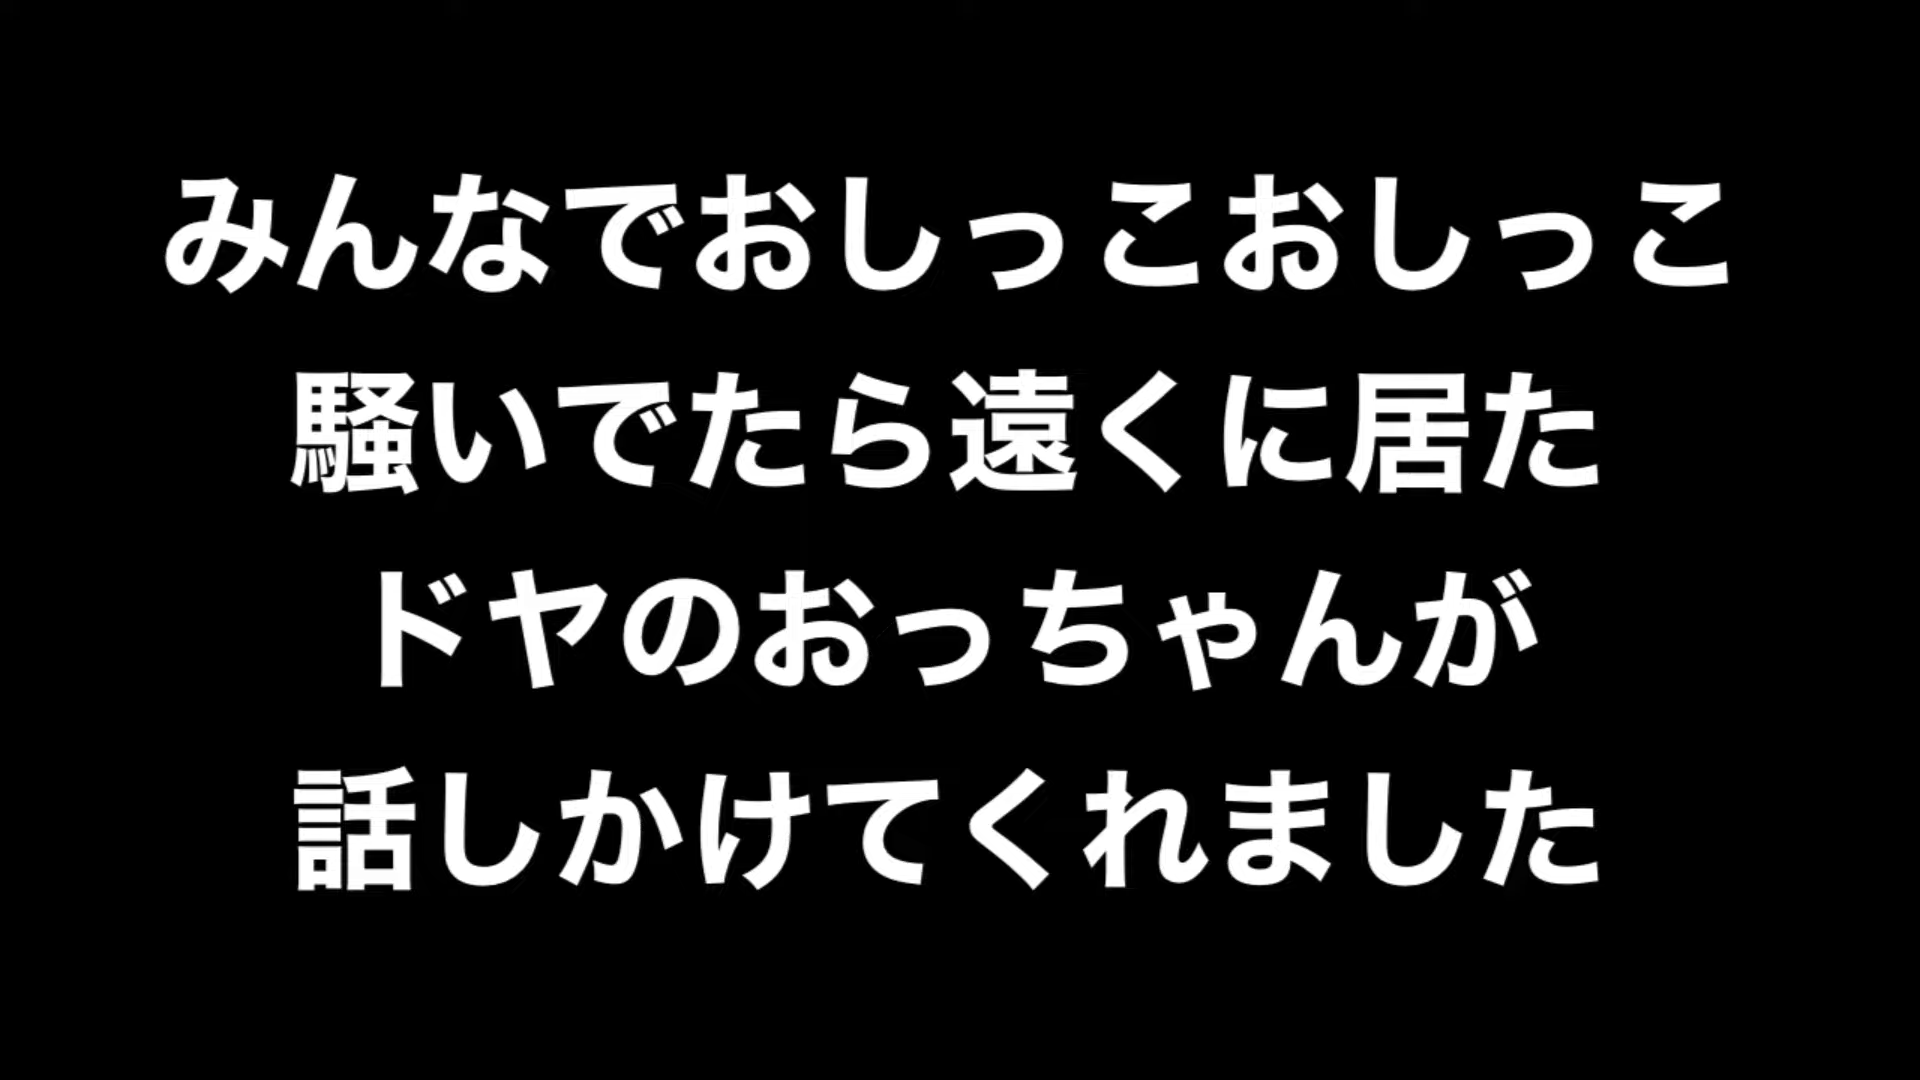 みんなでおしっこおしっこ
騒いでたら遠くに居た
ドヤのおっちゃんが
話しかけてくれました